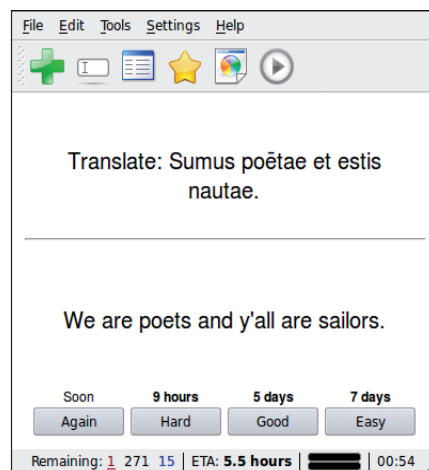 File Edit Tools Settings Help
Translate: Sumus poētae et estis
nautae.
We are poets and y'all are sailors.
Soon 9 hours 5 days 7 days
Again Hard Good Easy
Remaining: 1 271 15 | ETA: 5.5 hours | 00:54